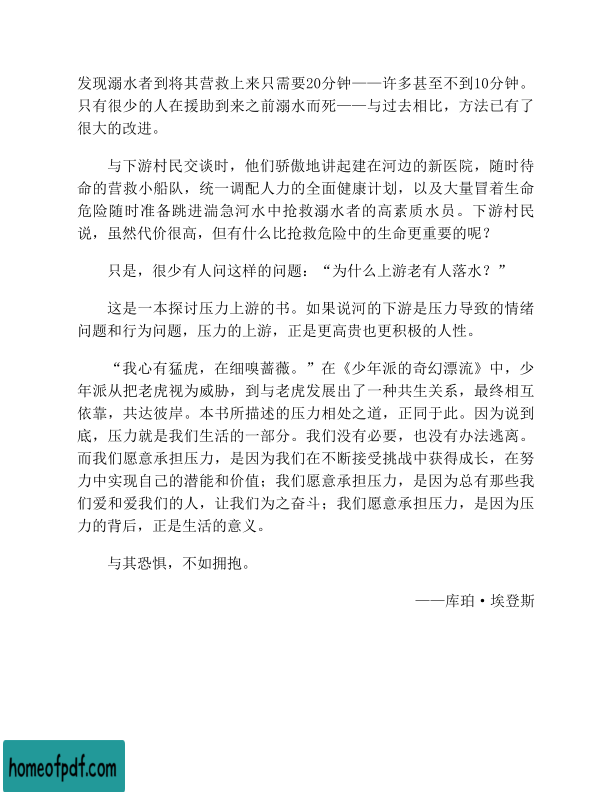 发现溺水者到将其营救上来只需要20分钟——许多甚至不到10分钟。
只有很少的人在援助到来之前溺水而死——与过去相比，方法已有了
很大的改进。
与下游村民交谈时，他们骄傲地讲起建在河边的新医院，随时待
命的营救小船队，统一调配人力的全面健康计划，以及大量冒着生命
危险随时准备跳进湍急河水中抢救溺水者的高素质水员。下游村民
说，虽然代价很高，但有什么比抢救危险中的生命更重要的呢？
只是，很少有人问这样的问题：“为什么上游老有人落水？”
这是一本探讨压力上游的书。如果说河的下游是压力导致的情绪
问题和行为问题，压力的上游，正是更高贵也更积极的人性。
“我心有猛虎，在细嗅蔷薇。”在《少年派的奇幻漂流》中，少
年派从把老虎视为威胁，到与老虎发展出了一种共生关系，最终相互
依靠，共达彼岸。本书所描述的压力相处之道，正同于此。因为说到
底，压力就是我们生活的一部分。我们没有必要，也没有办法逃离。
而我们愿意承担压力，是因为我们在不断接受挑战中获得成长，在努
力中实现自己的潜能和价值；我们愿意承担压力，是因为总有那些我
们爱和爱我们的人，让我们为之奋斗；我们愿意承担压力，是因为压
力的背后，正是生活的意义。
与其恐惧，不如拥抱。
——库珀·埃登斯
homeofpdf.com